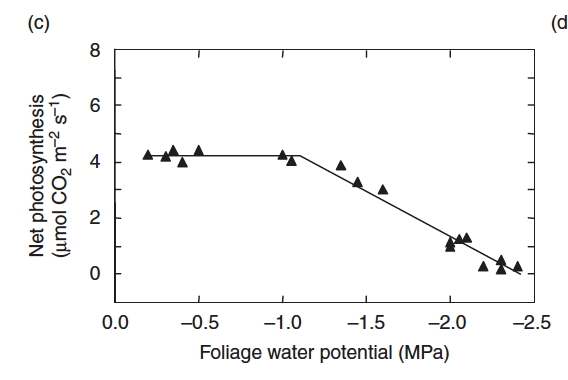 (c)
(d
8
6
4
2
0
Net photosynthesis
(μmol CO2 m−2 s−1)
0.0 −0.5 −1.0 −1.5 −2.0 −2.5
Foliage water potential (MPa)